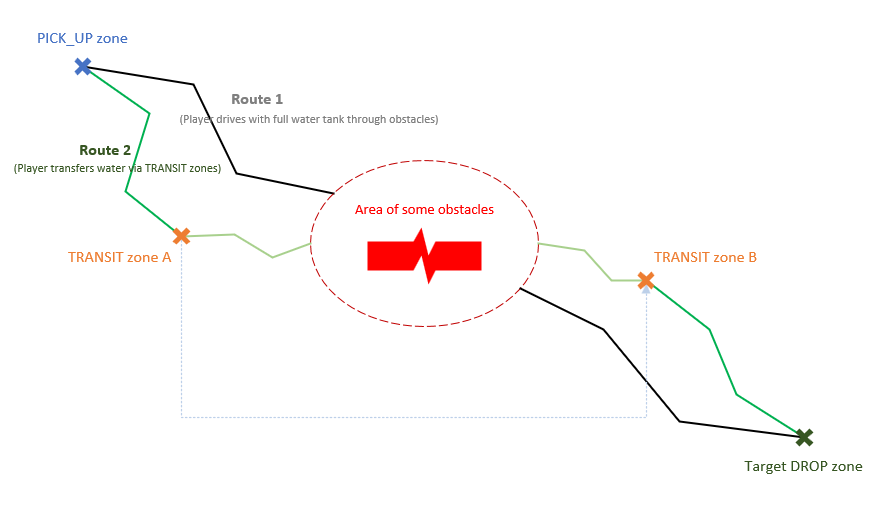 PICK_UP zone
Route 1
(Player drives with full water tank through obstacles)
Route 2
(Player transfers water via TRANSIT zones)
Area of some obstacles
TRANSIT zone A
TRANSIT zone B
Target DROP zone